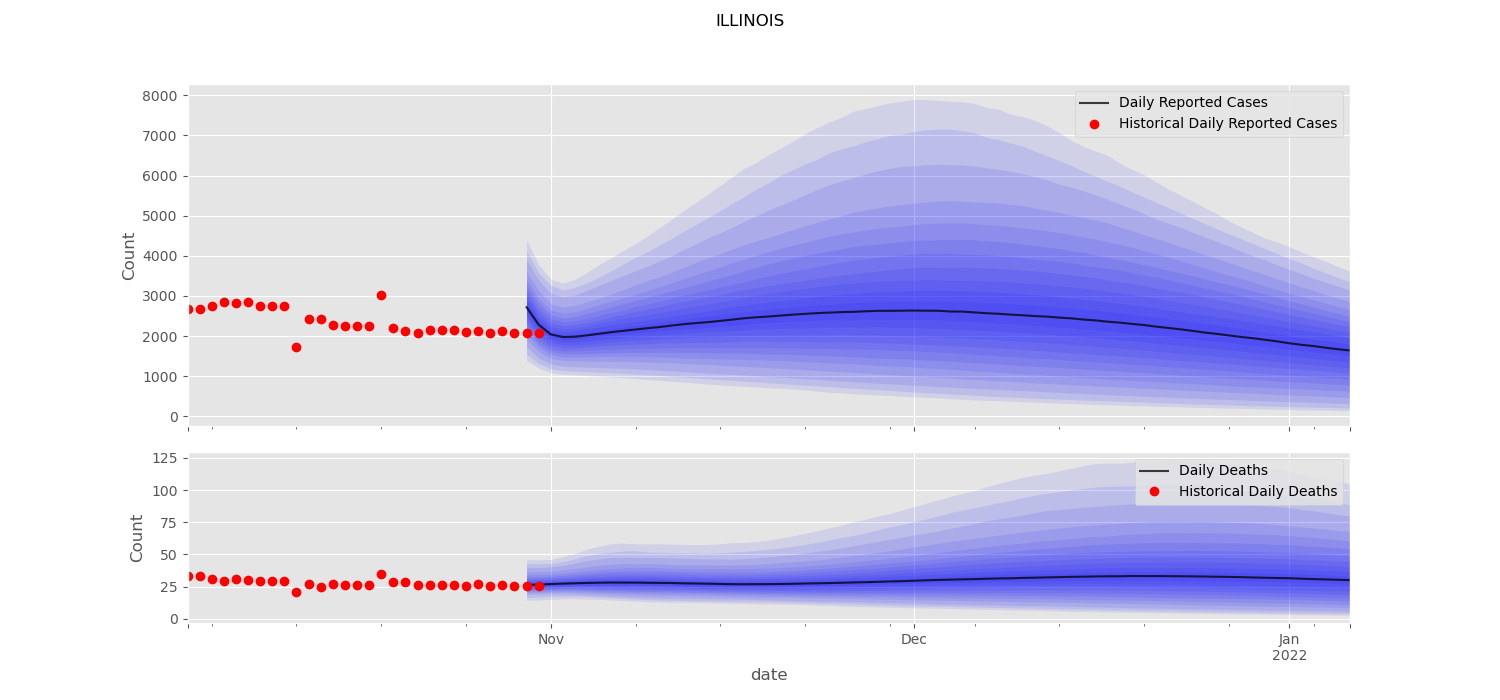 ILLINOIS
8000
7000
6000
5000
4000
3000
2000
1000
0
Count
Daily Reported Cases
Historical Daily Reported Cases
125
100
75
50
25
0
Count
Daily Deaths
Historical Daily Deaths
Nov
Dec
Jan
2022
date